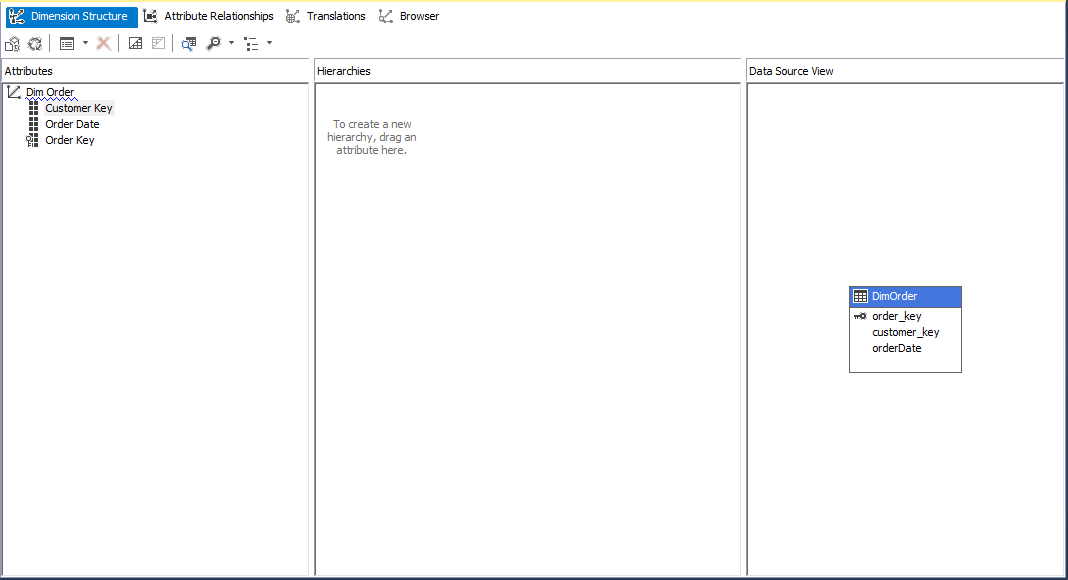 Dimension Structure
Attribute Relationships
Translations
Browser
Attributes
Dim Order
Customer Key
Order Date
Order Key
Hierarchies
To create a new
hierarchy, drag an
attribute here.
Data Source View
DimOrder
order_key
customer_key
orderDate